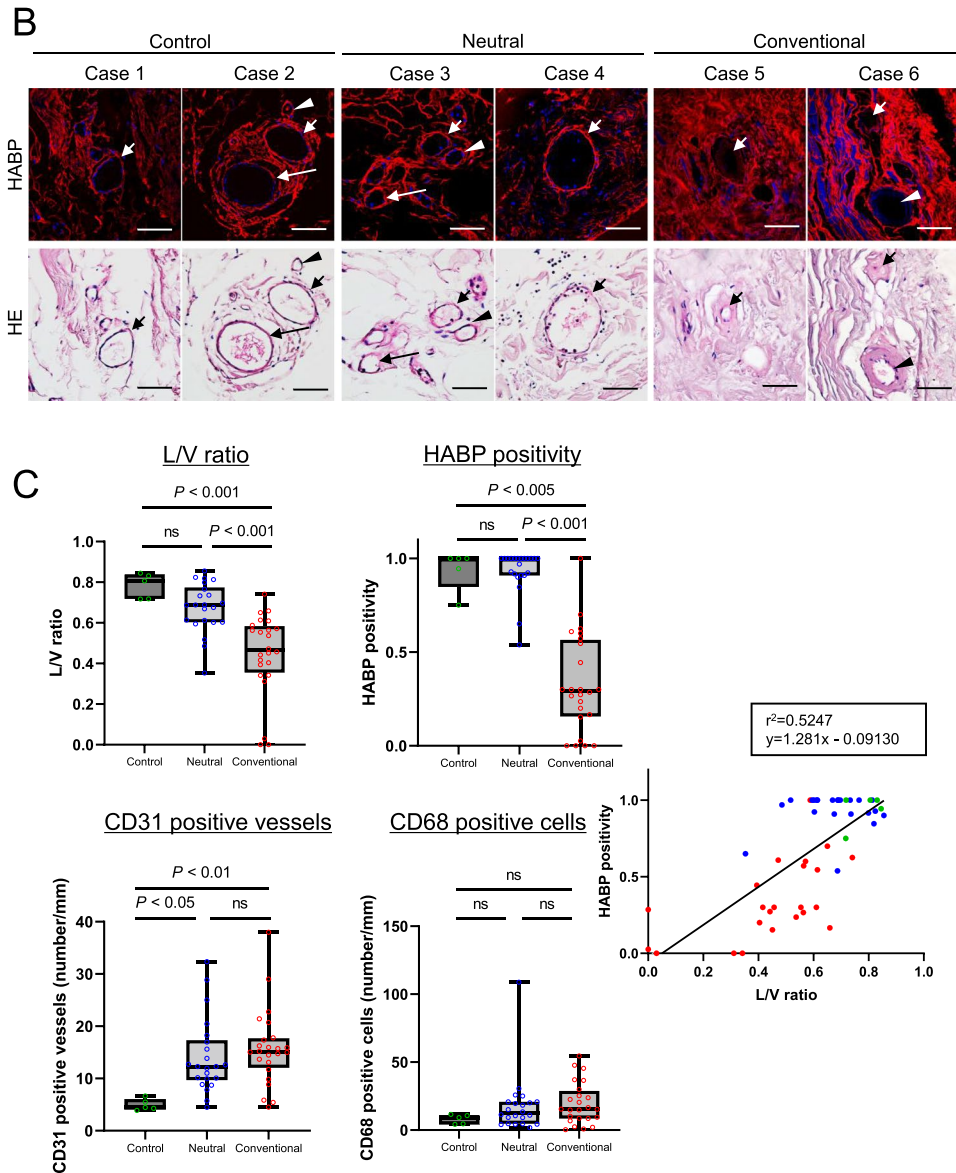 B
Control Neutral Conventional
Case 1 Case 2 Case 3 Case 4 Case 5 Case 6
HABP
HE
C
L/V ratio
P < 0.001
ns P < 0.001
L/V ratio
1.0
0.8
0.6
0.4
0.2
0.0
Control Neutral Conventional
HABP positivity
P < 0.005
ns P < 0.001
HABP positivity
1.0
0.5
0.0
Control Neutral Conventional
r²=0.5247
y=1.281x - 0.09130
HABP positivity
1.0
0.5
0.0
0.0 0.2 0.4 0.6 0.8 1.0
L/V ratio
CD31 positive vessels
P < 0.01
P < 0.05 ns
CD31 positive vessels (number/mm)
40
30
20
10
0
Control Neutral Conventional
CD68 positive cells
ns
ns ns
CD68 positive cells (number/mm)
150
100
50
0
Control Neutral Conventional